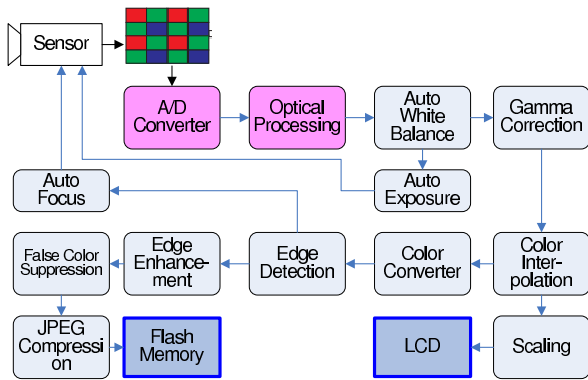 Sensor
A/D
Converter
Optical
Processing
Auto
White
Balance
Gamma
Correction
Auto
Focus
Auto
Exposure
False Color
Suppression
Edge
Enhance-
ment
Edge
Detection
Color
Converter
Color
Inter-
polation
JPEG
Compressi
on
Flash
Memory
LCD
Scaling